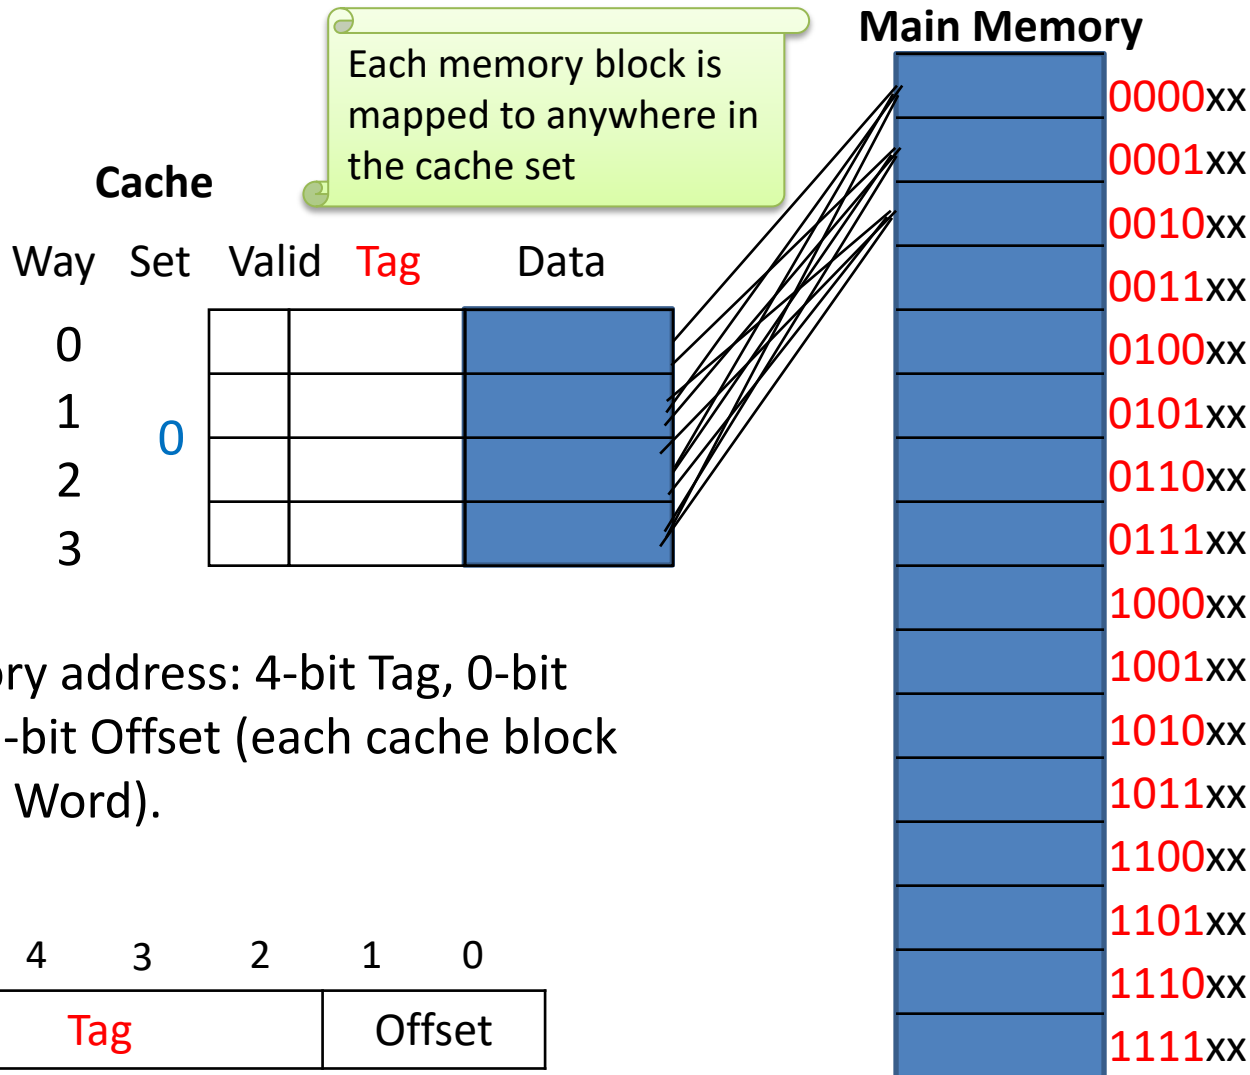 Main Memory
Each memory block is
mapped to anywhere in
the cache set
Cache
Way Set Valid Tag Data
0
1
2
3
0
0000xx
0001xx
0010xx
0011xx
0100xx
0101xx
0110xx
0111xx
1000xx
1001xx
1010xx
1011xx
1100xx
1101xx
1110xx
1111xx
ory address: 4-bit Tag, 0-bit
-bit Offset (each cache block
Word).
4 3 2 1 0
Tag Offset